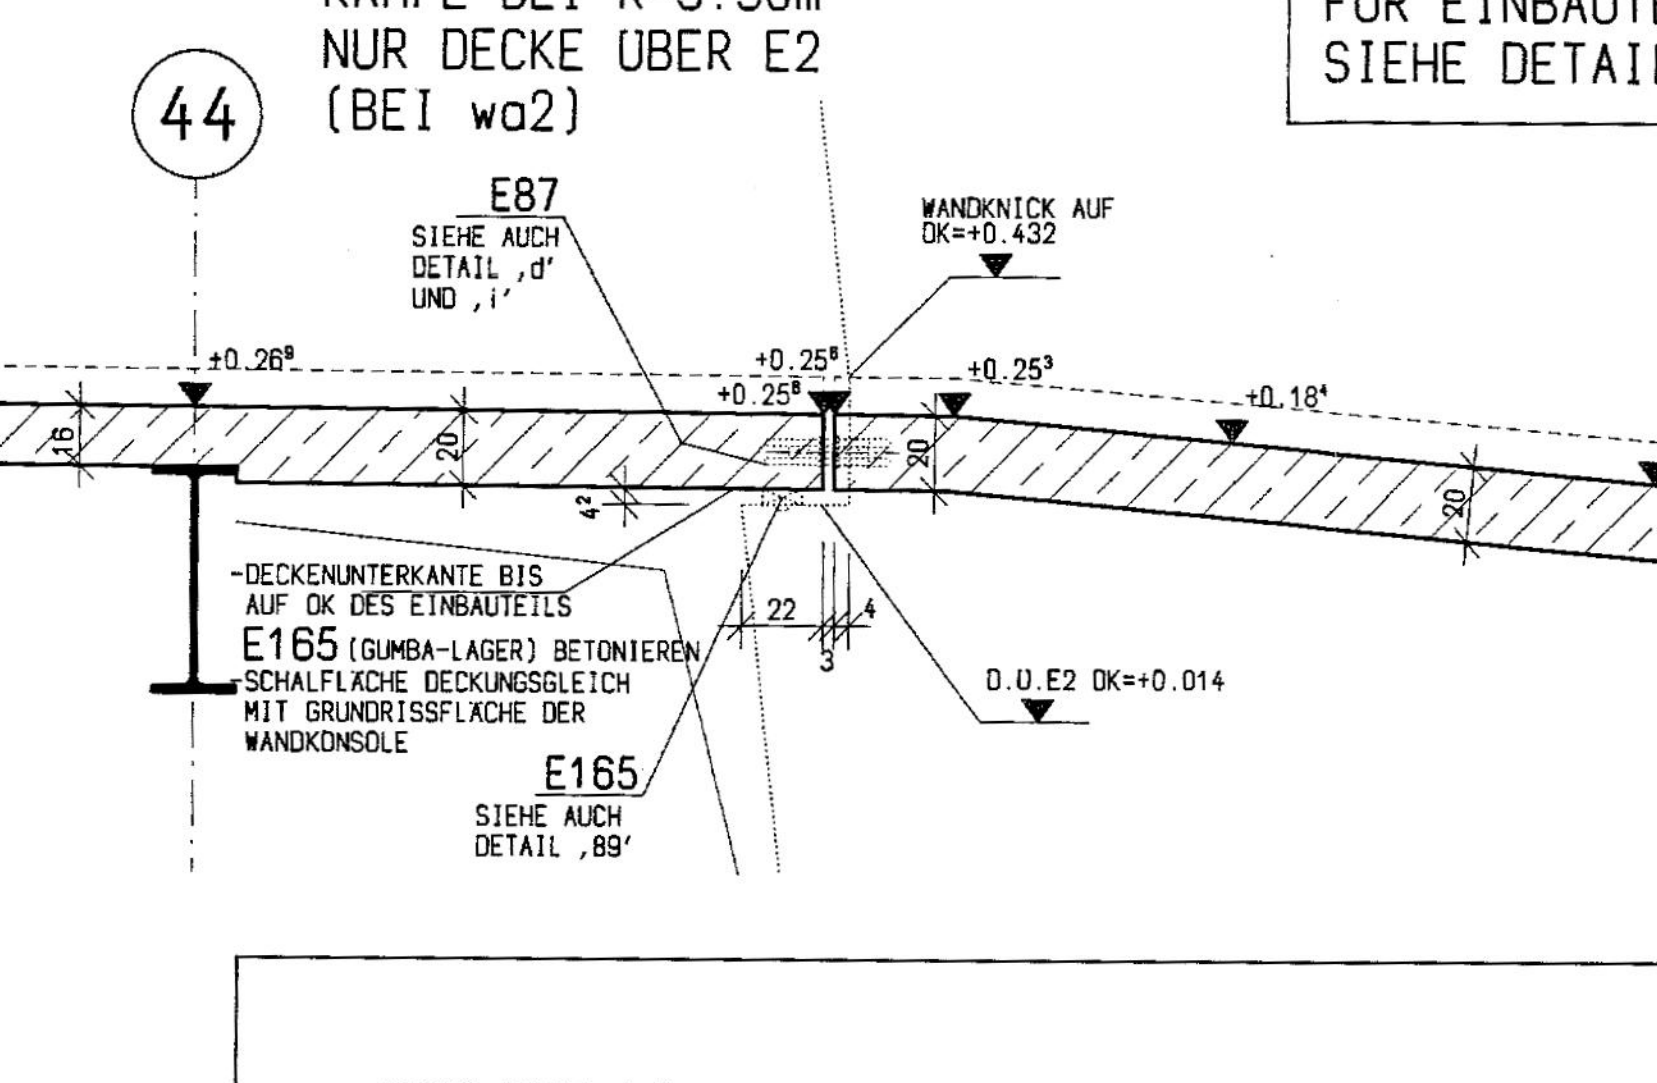 NUR DECKE ÜBER E2
(BEI wa2)
FÜR
SIEHE
44
E87
SIEHE AUCH
DETAIL ,d'
UND ,i'
WANDKNICK AUF
OK=+0.432
+0.26⁹
+0.25⁸
+0.25⁸
+0.25³
+0.18⁴
16
20
20
20
4²
-DECKENUNTERKANTE BIS
AUF OK DES EINBAUTEILS
E165 (GUMBA-LAGER) BETONIEREN
-SCHALFLÄCHE DECKUNGSGLEICH
MIT GRUNDRISSFLÄCHE DER
WANDKONSOLE
22
4
3
D.Ü.E2 OK=+0.014
E165
SIEHE AUCH
DETAIL ,89'